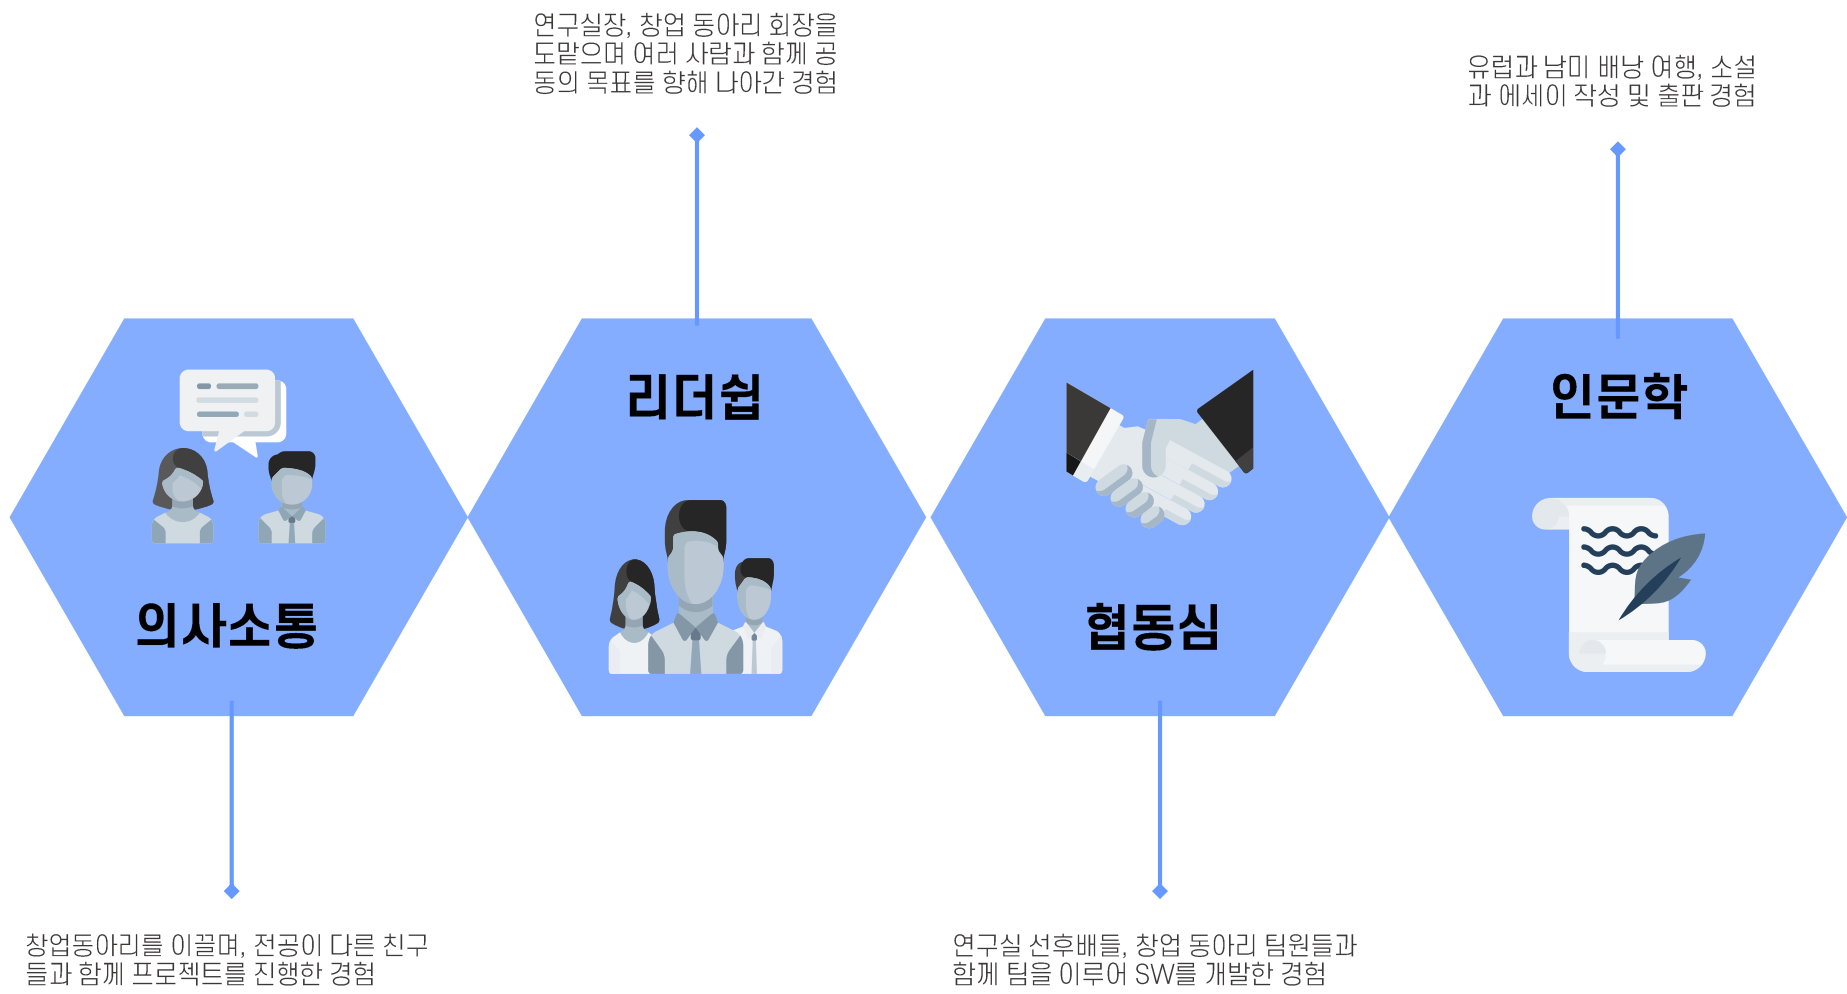 연구실장, 창업 동아리 회장을
도맡으며 여러 사람과 함께 공
동의 목표를 향해 나아간 경험
유럽과 남미 배낭 여행, 소설
과 에세이 작성 및 출판 경험
리더쉽
인문학
의사소통
협동심
창업동아리를 이끌며, 전공이 다른 친구
들과 함께 프로젝트를 진행한 경험
연구실 선후배들, 창업 동아리 팀원들과
함께 팀을 이루어 SW를 개발한 경험